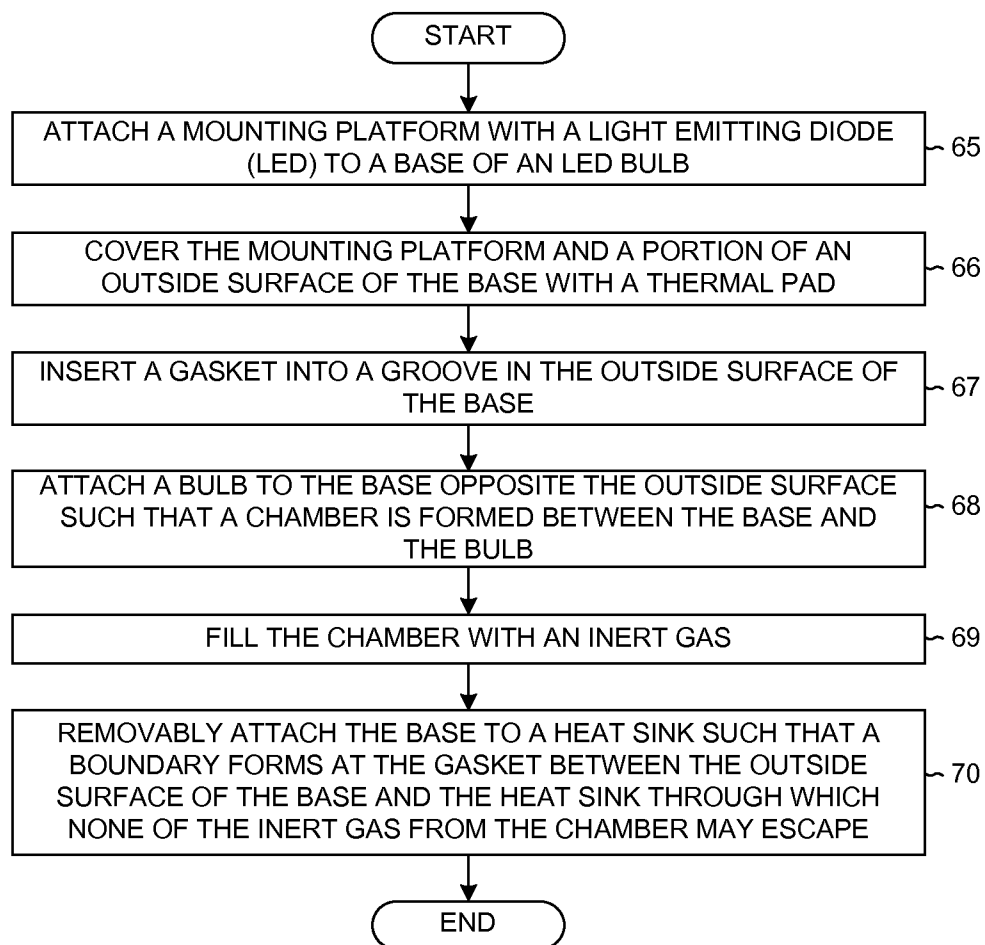 START
ATTACH A MOUNTING PLATFORM WITH A LIGHT EMITTING DIODE
(LED) TO A BASE OF AN LED BULB
65
COVER THE MOUNTING PLATFORM AND A PORTION OF AN
OUTSIDE SURFACE OF THE BASE WITH A THERMAL PAD
66
INSERT A GASKET INTO A GROOVE IN THE OUTSIDE SURFACE OF
THE BASE
67
ATTACH A BULB TO THE BASE OPPOSITE THE OUTSIDE SURFACE
SUCH THAT A CHAMBER IS FORMED BETWEEN THE BASE AND
THE BULB
68
FILL THE CHAMBER WITH AN INERT GAS
69
REMOVABLY ATTACH THE BASE TO A HEAT SINK SUCH THAT A
BOUNDARY FORMS AT THE GASKET BETWEEN THE OUTSIDE
SURFACE OF THE BASE AND THE HEAT SINK THROUGH WHICH
NONE OF THE INERT GAS FROM THE CHAMBER MAY ESCAPE
70
END